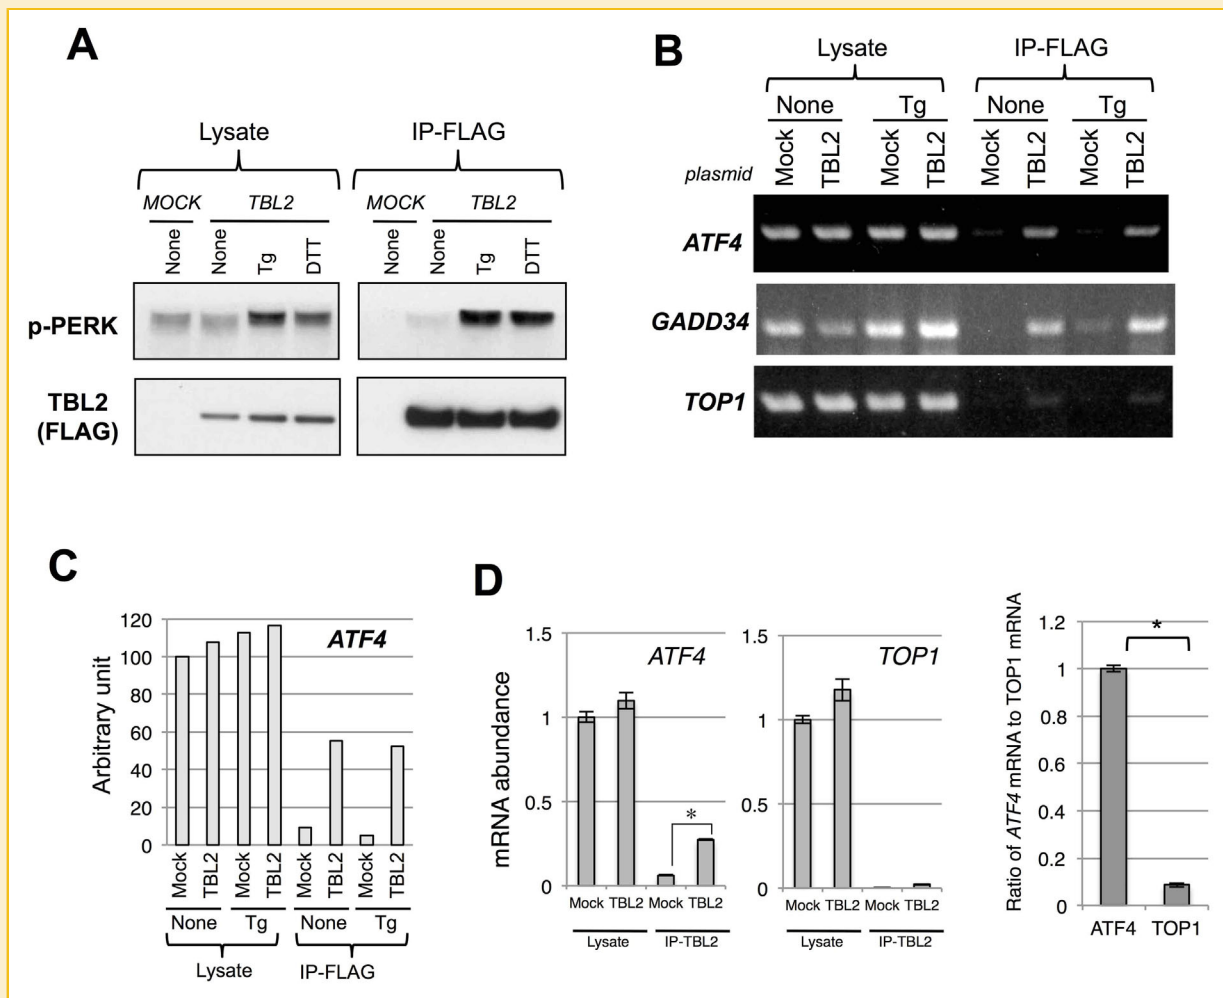 A
Lysate
IP-FLAG
MOCK
TBL2
MOCK
TBL2
None
None
Tg
DTT
None
None
Tg
DTT
p-PERK
TBL2
(FLAG)
B
Lysate
IP-FLAG
None
Tg
None
Tg
plasmid
Mock
TBL2
Mock
TBL2
Mock
TBL2
Mock
TBL2
ATF4
GADD34
TOP1
C
Arbitrary unit
120
100
80
60
40
20
0
ATF4
Mock
TBL2
Mock
TBL2
Mock
TBL2
Mock
TBL2
None
Tg
None
Tg
Lysate
IP-FLAG
D
mRNA abundance
1.5
1
0.5
0
ATF4
*
Mock TBL2 Mock TBL2
Lysate
IP-TBL2
1.5
1
0.5
0
TOP1
Mock TBL2 Mock TBL2
Lysate
IP-TBL2
Ratio of ATF4 mRNA to TOP1 mRNA
1.2
1
0.8
0.6
0.4
0.2
0
*
ATF4
TOP1